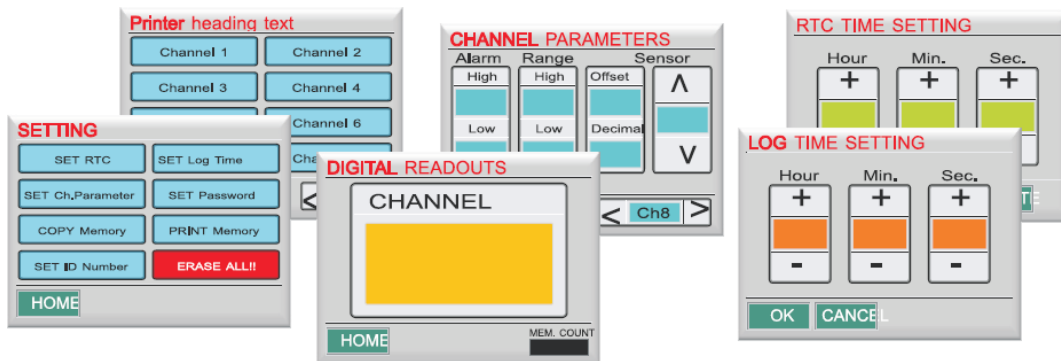 Printer heading text
Channel 1 Channel 2
Channel 3 Channel 4
Channel 6
SETTING
SET RTC SET Log Time
SET Ch.Parameter SET Password
COPY Memory PRINT Memory
SET ID Number ERASE ALL!!
HOME
<
CHANNEL PARAMETERS
Alarm Range Sensor
High High Offset ʌ
Low Low Decimal v
< Ch8 >
DIGITAL READOUTS
CHANNEL
HOME
MEM. COUNT
RTC TIME SETTING
Hour Min. Sec.
+ + +
LOG TIME SETTING
Hour Min. Sec.
+ + +
- - -
OK CANCEL